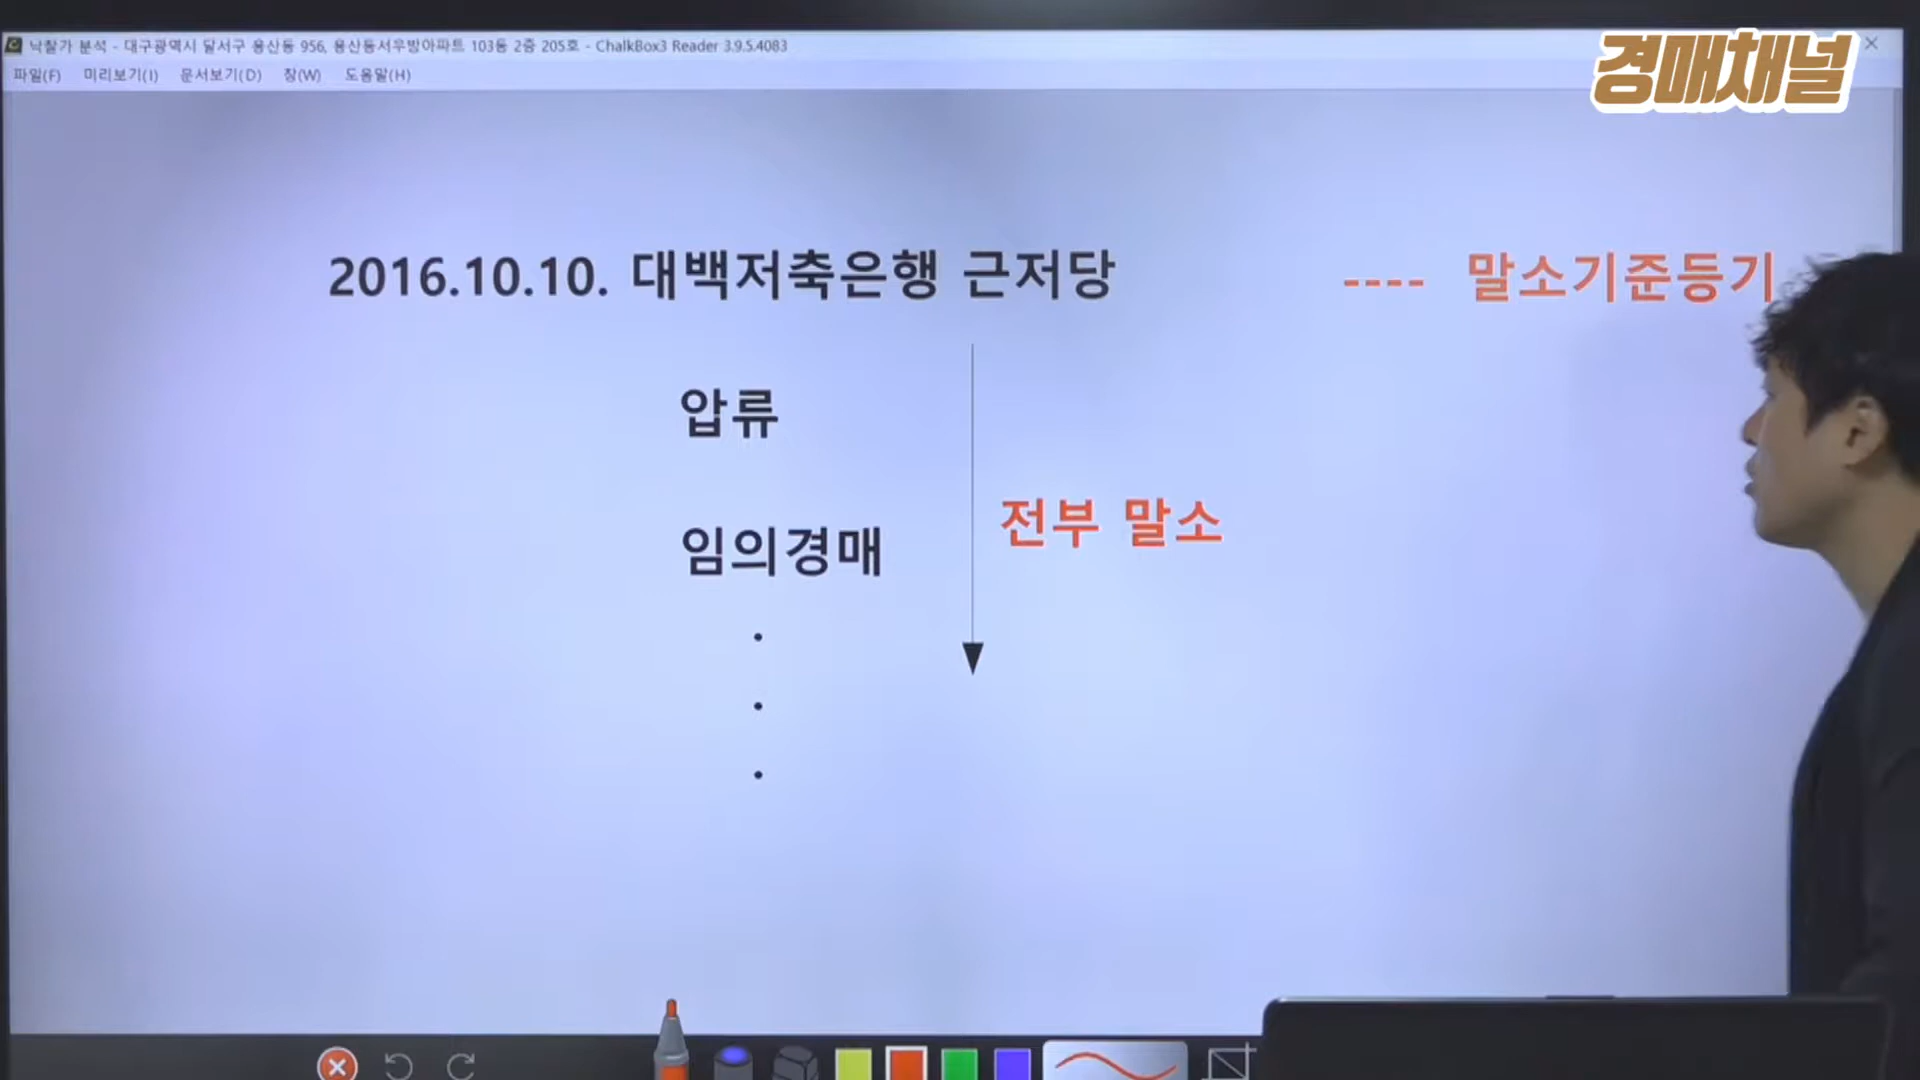 낙찰가 분석 - 대구광역시 달서구 용산동 956, 용산동서우방아파트 103동 2층 205호 - ChalkBox3 Reader 3.9.5.4083
경매채널
파일(F) 미리보기(I) 문서보기(D) 창(W) 도움말(H)
2016.10.10. 대백저축은행 근저당 ---- 말소기준등기
압류
전부 말소
임의경매